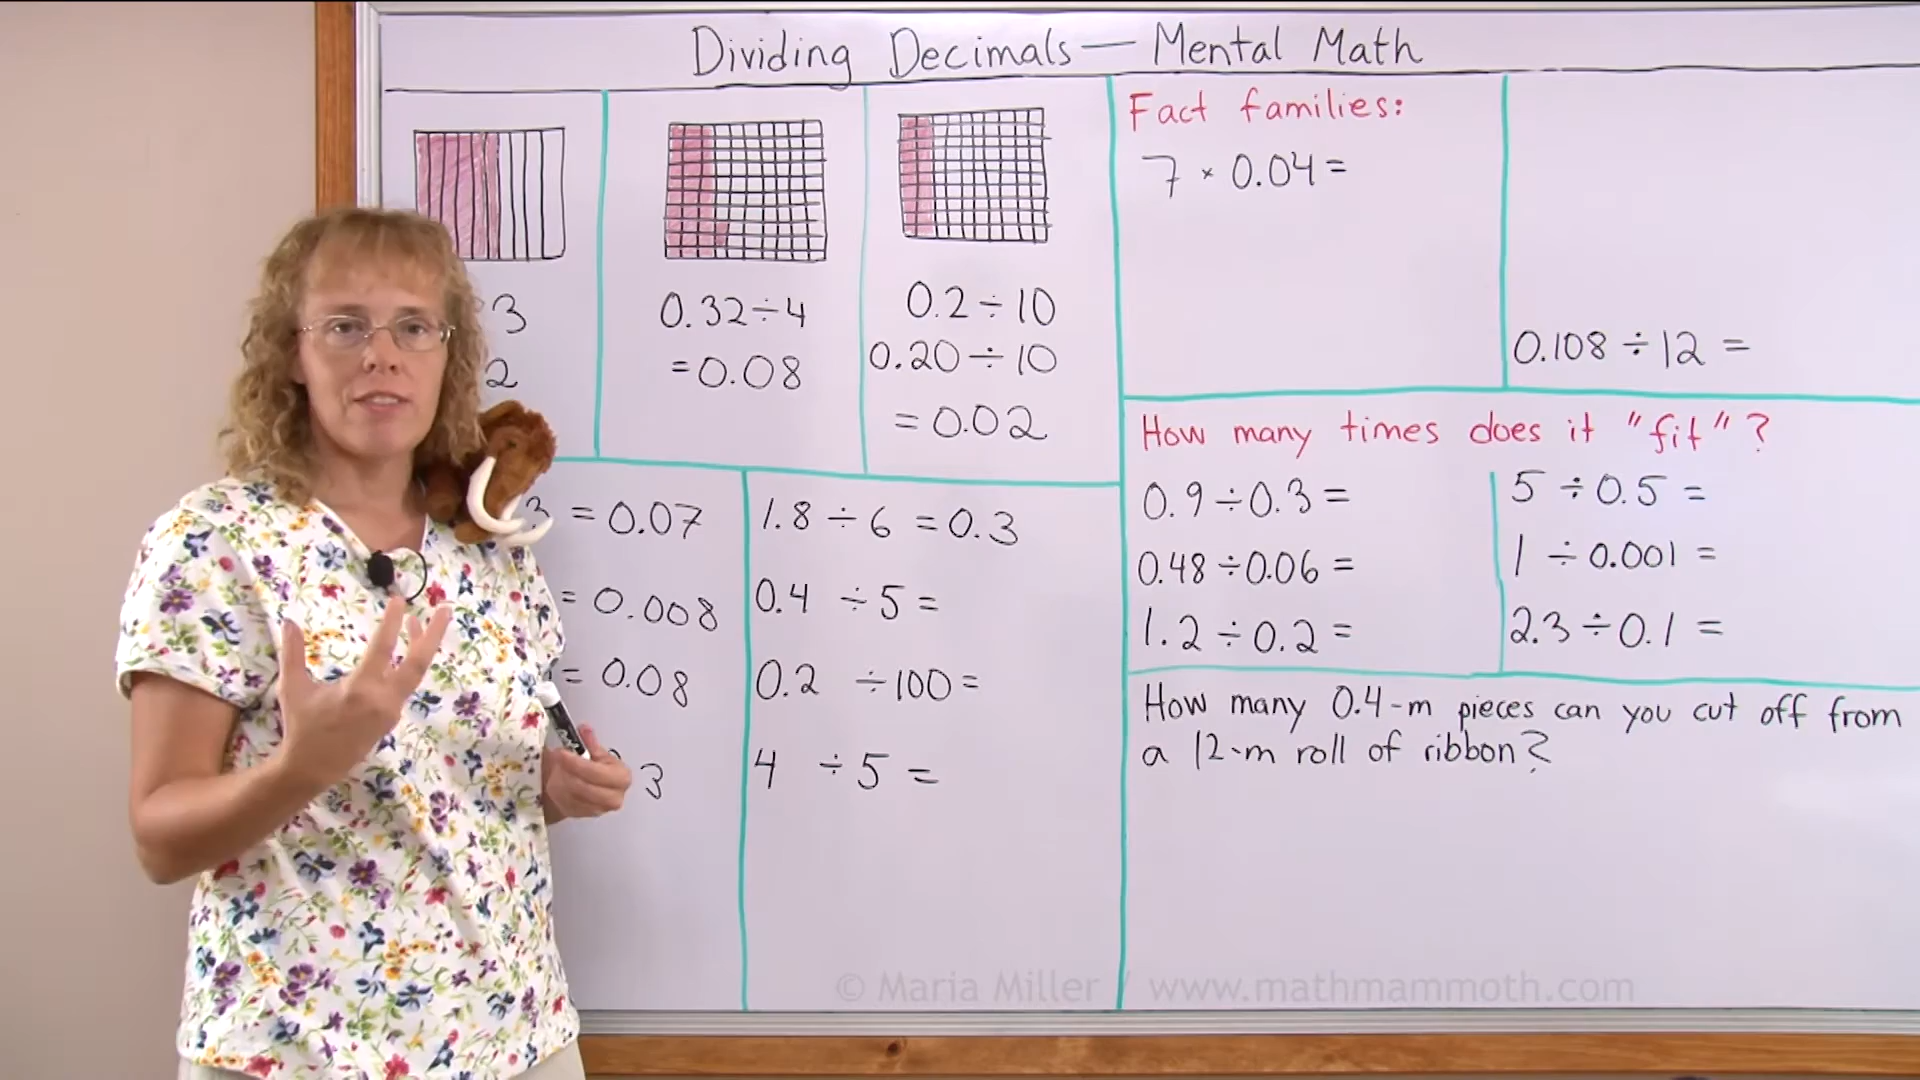 Dividing Decimals — Mental Math
3
2
0.32 ÷ 4
= 0.08
0.2 ÷ 10
0.20 ÷ 10
= 0.02
3 = 0.07
= 0.008
= 0.08
3
1.8 ÷ 6 = 0.3
0.4 ÷ 5 =
0.2 ÷ 100 =
4 ÷ 5 =
Fact families:
7 × 0.04 =
0.108 ÷ 12 =
How many times does it "fit"?
0.9 ÷ 0.3 =
0.48 ÷ 0.06 =
1.2 ÷ 0.2 =
5 ÷ 0.5 =
1 ÷ 0.001 =
2.3 ÷ 0.1 =
How many 0.4-m pieces can you cut off from
a 12-m roll of ribbon?
© Maria Miller / www.mathmammoth.com